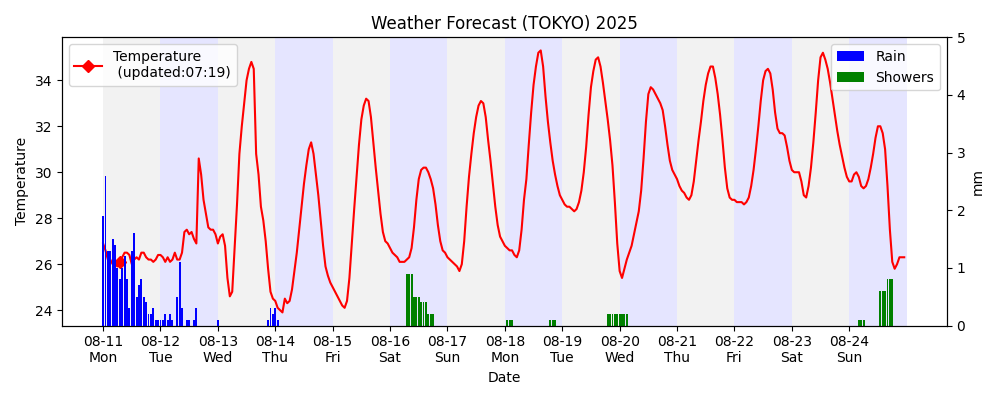 Weather Forecast (TOKYO) 2025
Temperature
(updated:07:19)
Rain
Showers
Temperature
34
32
30
28
26
24
5
4
3
2
1
0
mm
08-11 08-12 08-13 08-14 08-15 08-16 08-17 08-18 08-19 08-20 08-21 08-22 08-23 08-24
Mon Tue Wed Thu Fri Sat Sun Mon Tue Wed Thu Fri Sat Sun
Date